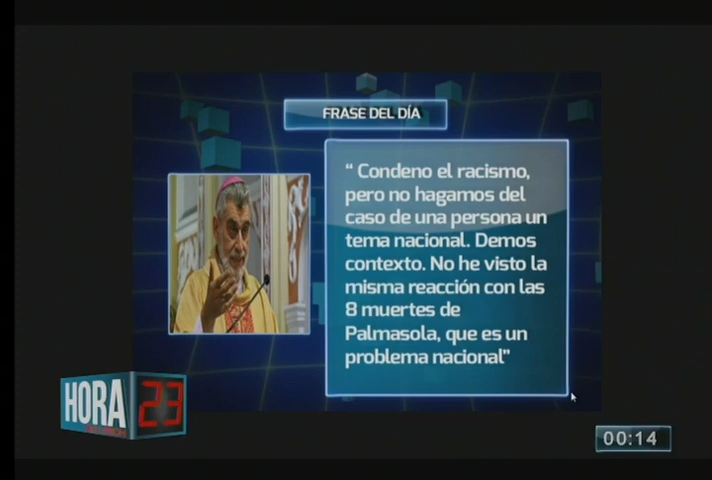 FRASE DEL DÍA
“ Condeno el racismo,
pero no hagamos del
caso de una persona un
tema nacional. Demos
contexto. No he visto la
misma reacción con las
8 muertes de
Palmasola, que es un
problema nacional”
HORA 23
00:14